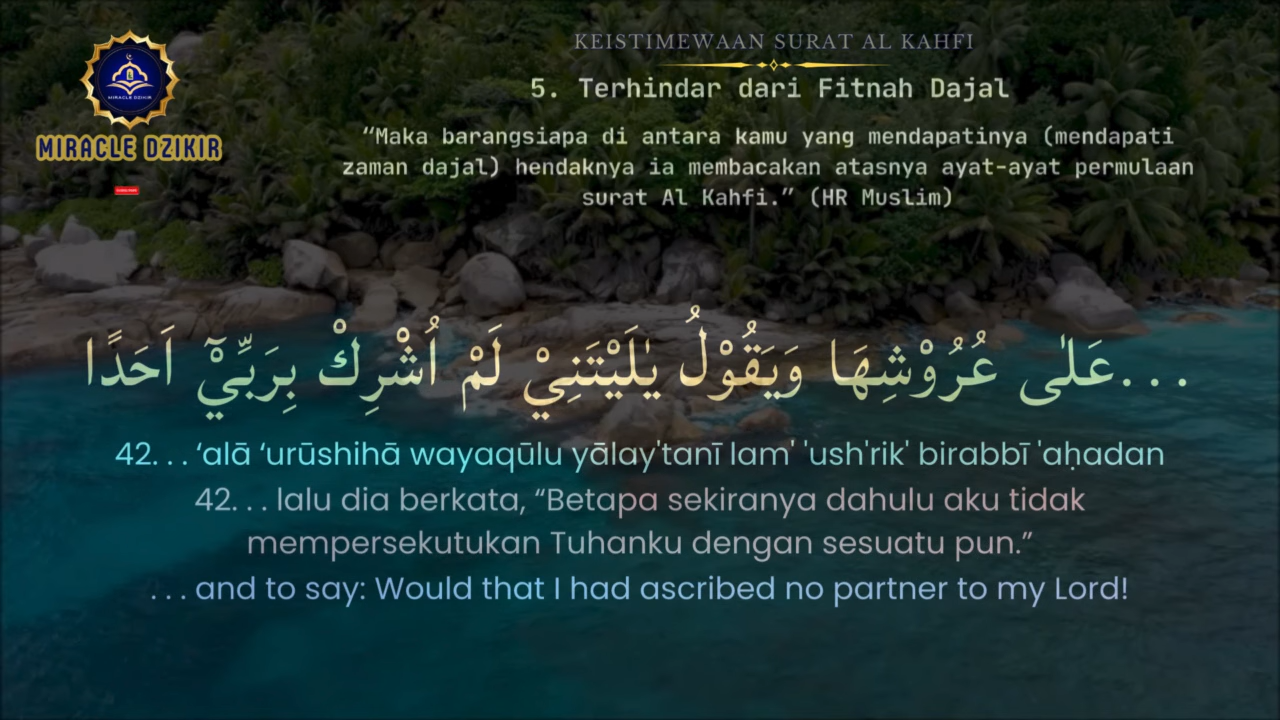 MIRACLE DZIKIR
MIRACLE DZIKIR
KEISTIMEWAAN SURAT AL KAHFI
5. Terhindar dari Fitnah Dajal
“Maka barangsiapa di antara kamu yang mendapatinya (mendapati
zaman dajal) hendaknya ia membacakan atasnya ayat-ayat permulaan
surat Al Kahfi.” (HR Muslim)
...عَلٰى عُرُوْشِهَا وَيَقُوْلُ يٰلَيْتَنِيْ لَمْ اُشْرِكْ بِرَبِّيْٓ اَحَدًا
42. . . ‘alā ‘urūshihā wayaqūlu yālay'tanī lam' 'ush'rik' birabbī 'aḥadan
42. . . lalu dia berkata, “Betapa sekiranya dahulu aku tidak
mempersekutukan Tuhanku dengan sesuatu pun.”
. . . and to say: Would that I had ascribed no partner to my Lord!